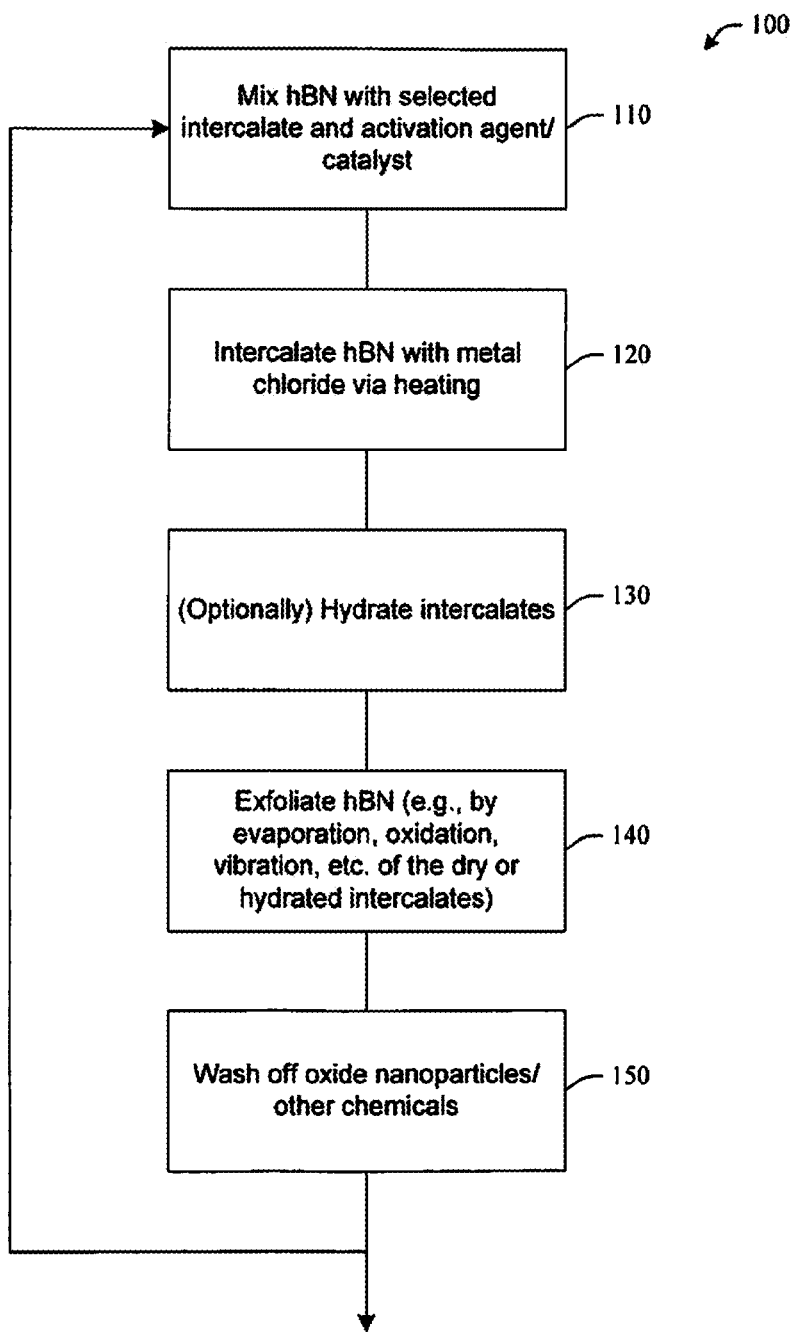 100
Mix hBN with selected
intercalate and activation agent/
catalyst
110
Intercalate hBN with metal
chloride via heating
120
(Optionally) Hydrate intercalates
130
Exfoliate hBN (e.g., by
evaporation, oxidation,
vibration, etc. of the dry or
hydrated intercalates)
140
Wash off oxide nanoparticles/
other chemicals
150